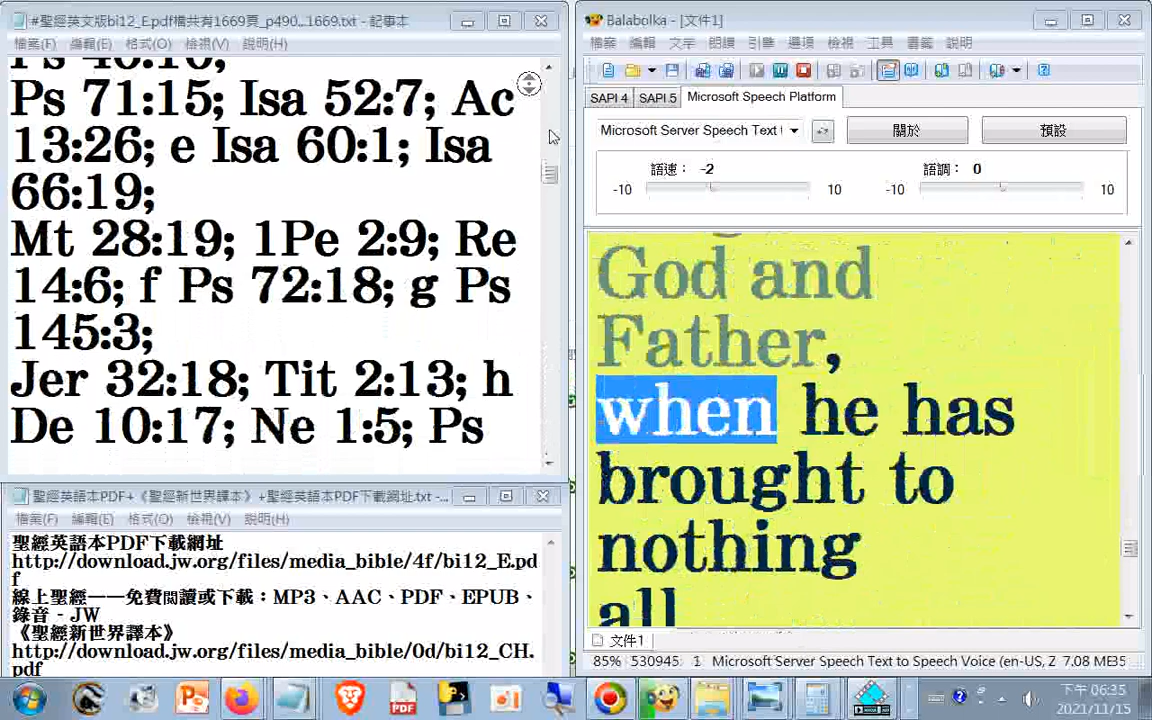 #聖經英文版bi12_E.pdf檔共有1669頁_p490...1669.txt - 記事本
檔案(F) 編輯(E) 格式(O) 檢視(V) 說明(H)
Ps 40:10;
Ps 71:15; Isa 52:7; Ac
13:26; e Isa 60:1; Isa
66:19;
Mt 28:19; 1Pe 2:9; Re
14:6; f Ps 72:18; g Ps
145:3;
Jer 32:18; Tit 2:13; h
De 10:17; Ne 1:5; Ps
聖經英語本PDF+《聖經新世界譯本》+聖經英語本PDF下載網址.txt -...
檔案(F) 編輯(E) 格式(O) 檢視(V) 說明(H)
聖經英語本PDF下載網址
http://download.jw.org/files/media_bible/4f/bi12_E.pd
f
線上聖經——免費閱讀或下載：MP3、AAC、PDF、EPUB、
錄音 - JW
《聖經新世界譯本》
http://download.jw.org/files/media_bible/0d/bi12_CH.
pdf
Balabolka - [文件1]
檔案 編輯 文字 朗讀 引擎 選項 檢視 工具 書籤 說明
SAPI 4 SAPI 5 Microsoft Speech Platform
Microsoft Server Speech Text 關於 預設
語速： -2 語調： 0
-10 10 -10 10
God and
Father,
when he has
brought to
nothing
all
文件1
85% 530945: 1 Microsoft Server Speech Text to Speech Voice (en-US, Z 7.08 MB
下午 06:35
2021/11/15